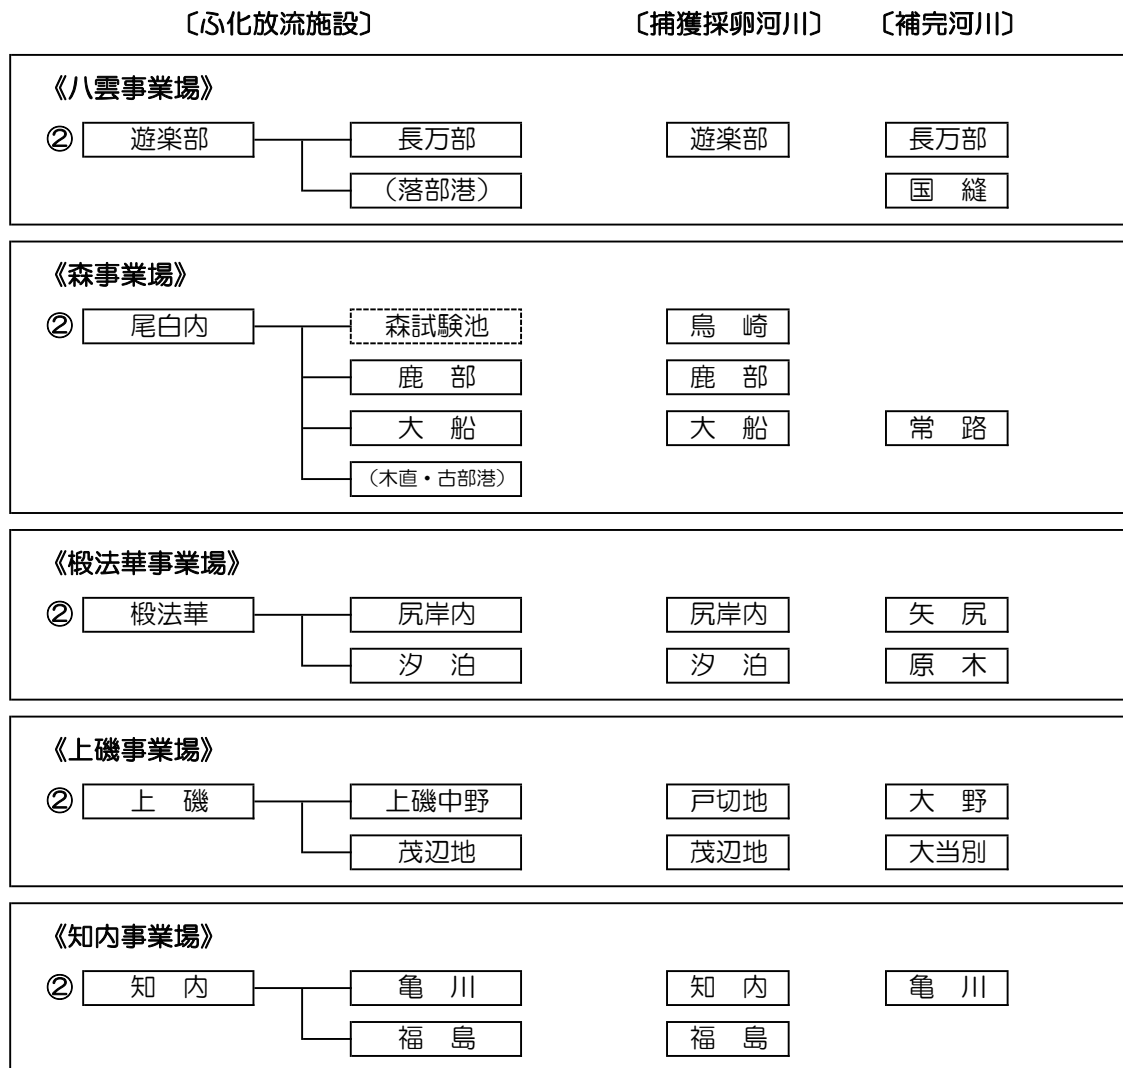 〔ふ化放流施設〕 〔捕獲採卵河川〕 〔補完河川〕
《八雲事業場》
② 遊楽部 長万部 遊楽部 長万部
（落部港） 国　縫
《森事業場》
② 尾白内 森試験池 鳥　崎
鹿　部 鹿　部
大　船 大　船 常　路
（木直・古部港）
《椴法華事業場》
② 椴法華 尻岸内 尻岸内 矢　尻
汐　泊 汐　泊 原　木
《上磯事業場》
② 上　磯 上磯中野 戸切地 大　野
茂辺地 茂辺地 大当別
《知内事業場》
② 知　内 亀　川 知　内 亀　川
福　島 福　島